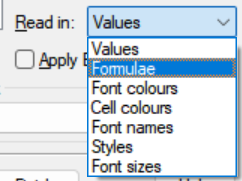 Read in: Values
Values
Apply
Formulae
Font colours
Cell colours
Font names
Styles
Font sizes